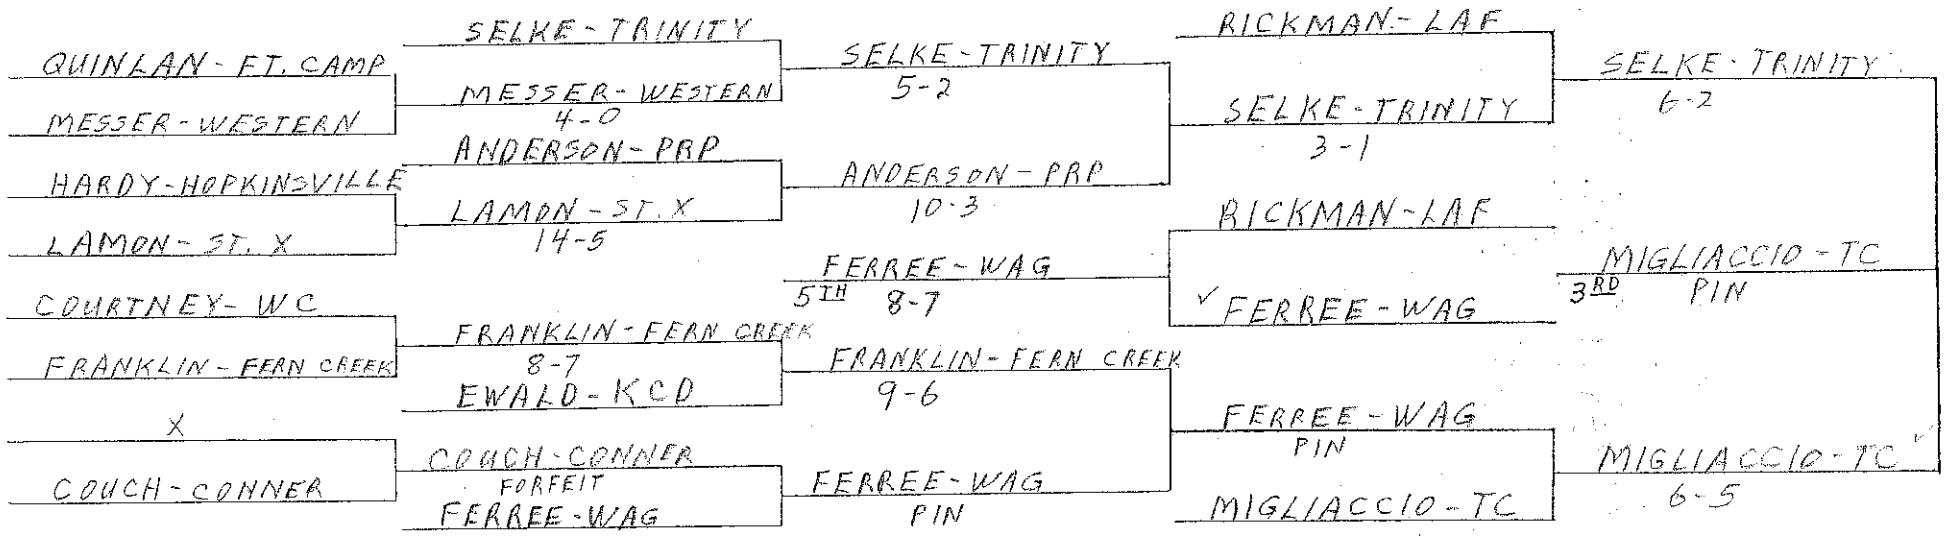 QUINLAN - FT. CAMP
MESSER - WESTERN
HARDY - HOPKINSVILLE
LAMON - ST. X
COURTNEY - WC
FRANKLIN - FERN CREEK
X
COUCH - CONNER
SELKE - TRINITY
MESSER - WESTERN
4-0
ANDERSON - PRP
LAMON - ST. X
14-5
FRANKLIN - FERN CREEK
8-7
EWALD - KCD
COUCH - CONNER
FORFEIT
FERREE - WAG
SELKE - TRINITY
5-2
ANDERSON - PRP
10-3
FERREE - WAG
5TH 8-7
FRANKLIN - FERN CREEK
9-6
FERREE - WAG
PIN
RICKMAN - LAF
SELKE - TRINITY
3-1
RICKMAN - LAF
✓ FERREE - WAG
FERREE - WAG
PIN
MIGLIACCIO - TC
SELKE - TRINITY
6-2
MIGLIACCIO - TC
3RD PIN
MIGLIACCIO - TC ✓
6-5